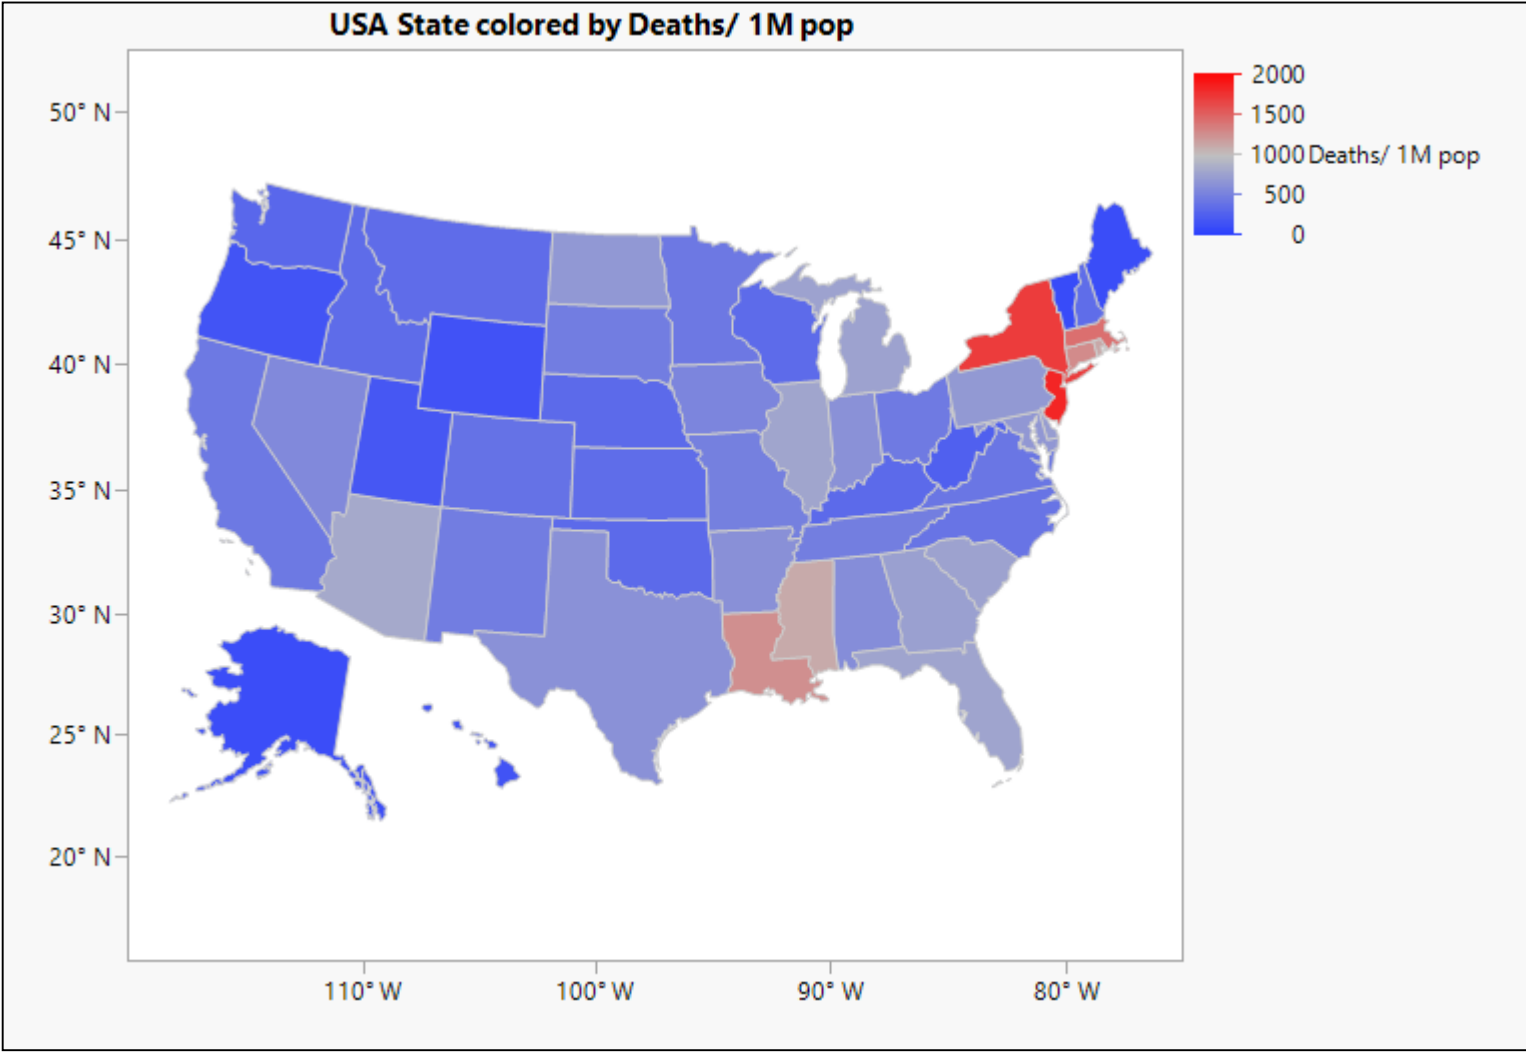 USA State colored by Deaths/ 1M pop
50° N
45° N
40° N
35° N
30° N
25° N
20° N
110° W
100° W
90° W
80° W
2000
1500
1000
500
0
Deaths/ 1M pop